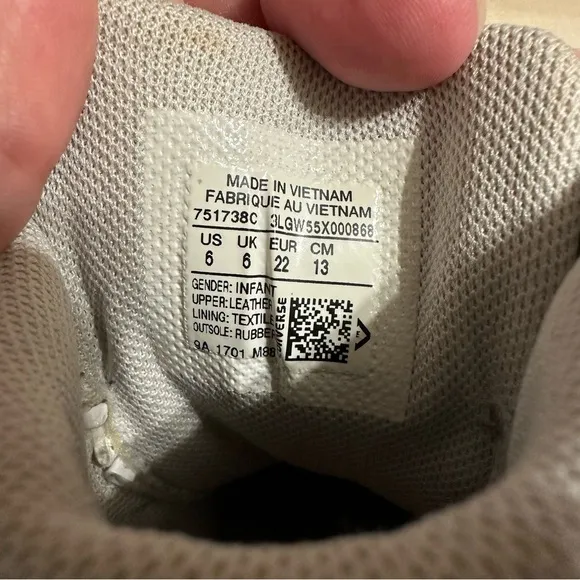 MADE IN VIETNAM
FABRIQUE AU VIETNAM
751738C 3LGW55X000868
US UK EUR CM
6 6 22 13
GENDER: INFANT
UPPER: LEATHER
LINING: TEXTILE
OUTSOLE: RUBBER
9A 1701 M88
CONVERSE